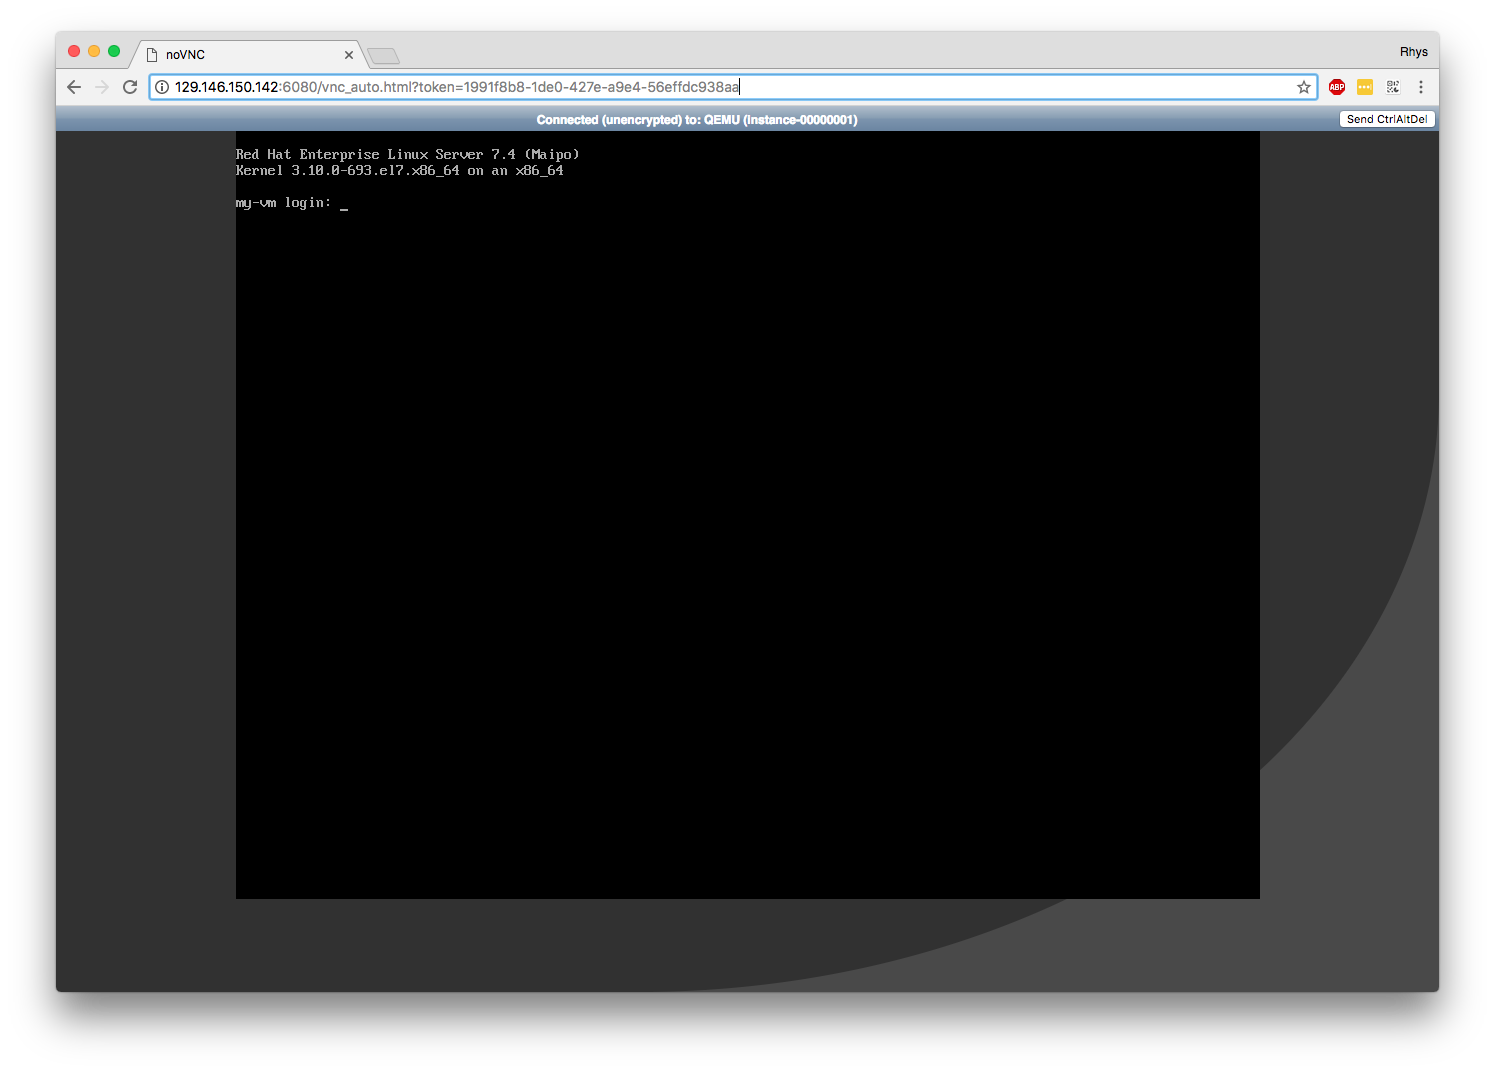 noVNC
Rhys
129.146.150.142:6080/vnc_auto.html?token=1991f8b8-1de0-427e-a9e4-56effdc938aa
ABP
Connected (unencrypted) to: QEMU (instance-00000001)
Send CtrlAltDel
Red Hat Enterprise Linux Server 7.4 (Maipo)
Kernel 3.10.0-693.el7.x86_64 on an x86_64
my-vm login: _